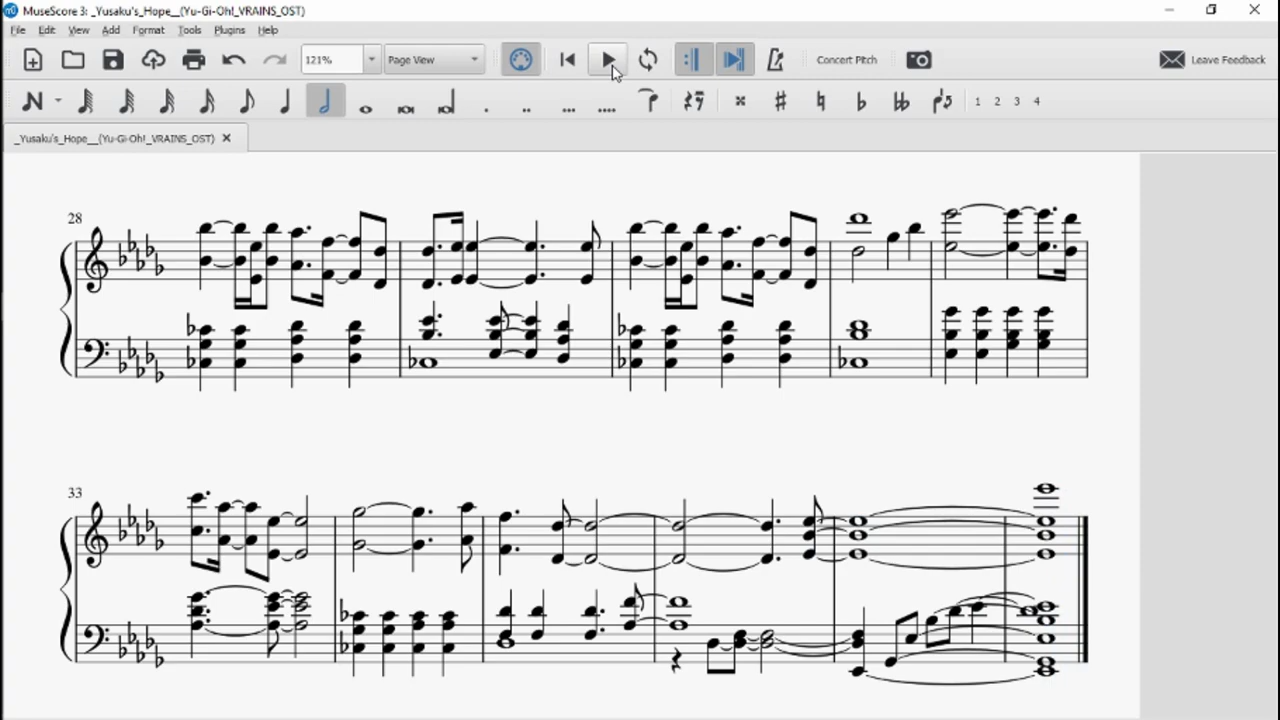 MuseScore 3: _Yusaku's_Hope__(Yu-Gi-Oh!_VRAINS_OST)
File Edit View Add Format Tools Plugins Help
121% Page View Concert Pitch Leave Feedback
1 2 3 4
_Yusaku's_Hope__(Yu-Gi-Oh!_VRAINS_OST)
28
33